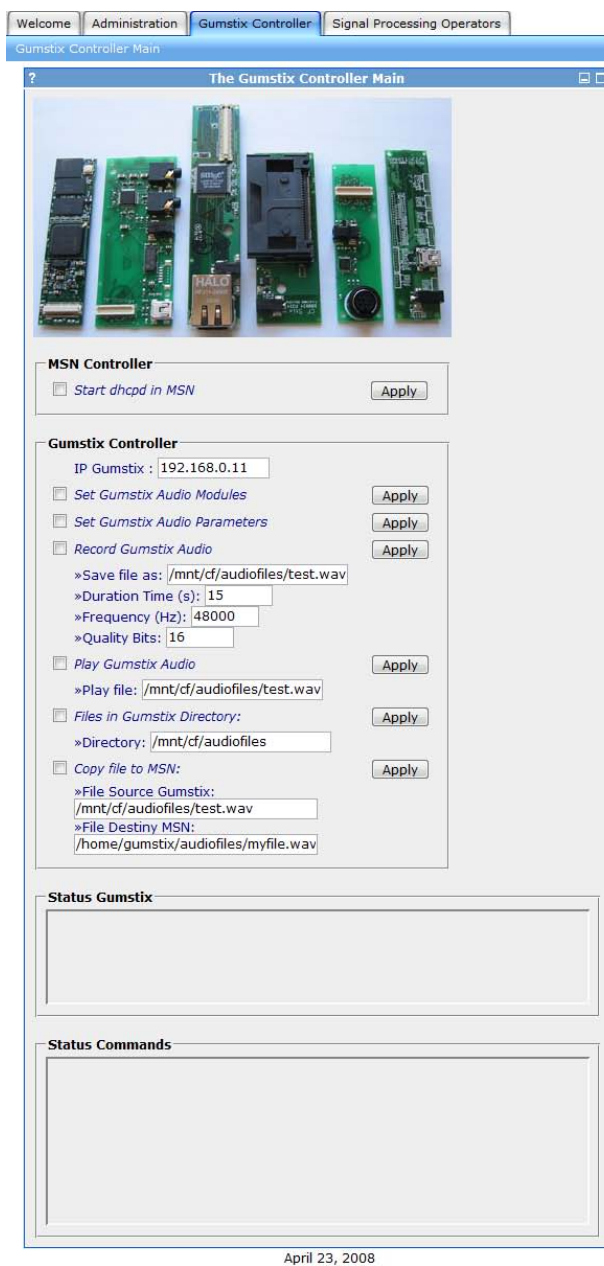 Welcome Administration Gumstix Controller Signal Processing Operators
Gumstix Controller Main
? The Gumstix Controller Main
HALO
MSN Controller
Start dhcpd in MSN Apply
Gumstix Controller
IP Gumstix : 192.168.0.11
Set Gumstix Audio Modules Apply
Set Gumstix Audio Parameters Apply
Record Gumstix Audio Apply
»Save file as: /mnt/cf/audiofiles/test.wav
»Duration Time (s): 15
»Frequency (Hz): 48000
»Quality Bits: 16
Play Gumstix Audio Apply
»Play file: /mnt/cf/audiofiles/test.wav
Files in Gumstix Directory: Apply
»Directory: /mnt/cf/audiofiles
Copy file to MSN: Apply
»File Source Gumstix:
/mnt/cf/audiofiles/test.wav
»File Destiny MSN:
/home/gumstix/audiofiles/myfile.wav
Status Gumstix
Status Commands
April 23, 2008